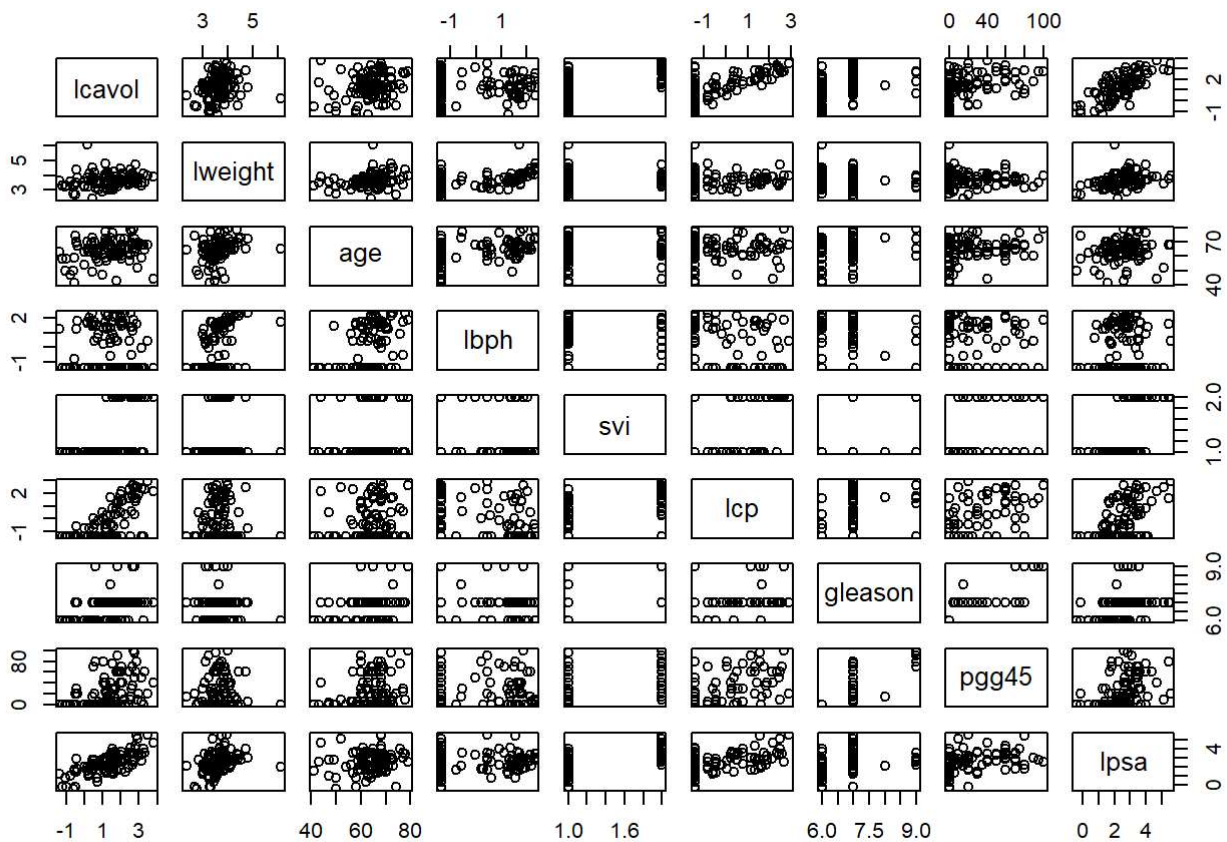 3 5 -1 1 -1 1 3 0 40 100
lcavol -1 2
3 5 lweight
age 40 70
-1 2 lbph
svi 1.0 2.0
-1 2 lcp
gleason 6.0 9.0
0 80 pgg45
lpsa 0 4
-1 1 3 40 60 80 1.0 1.6 6.0 7.5 9.0 0 2 4